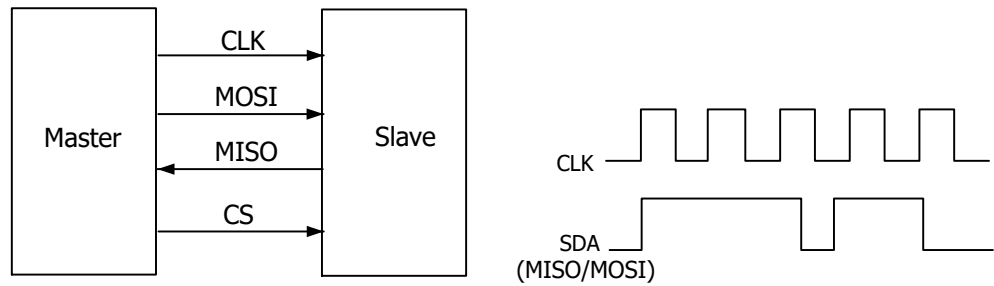 CLK
MOSI
Master
Slave
MISO
CS
CLK
SDA
(MISO/MOSI)